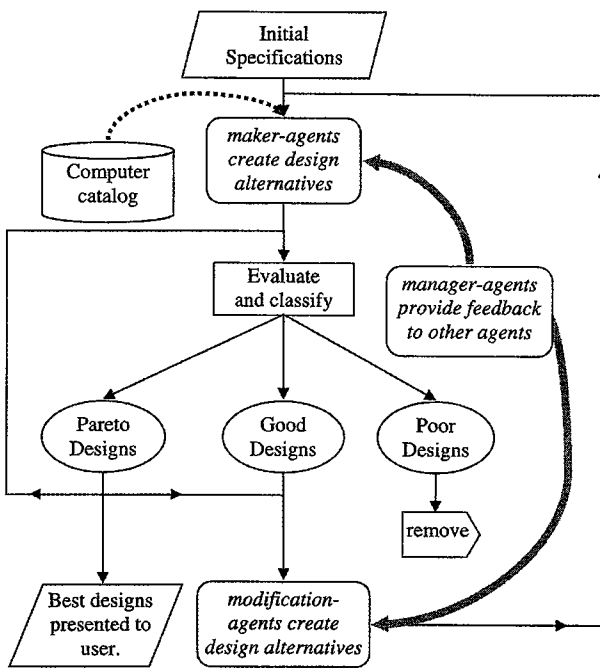 Initial
Specifications
maker-agents
create design
alternatives
Computer
catalog
Evaluate
and classify
manager-agents
provide feedback
to other agents
Pareto
Designs
Good
Designs
Poor
Designs
remove
Best designs
presented to
user.
modification-
agents create
design alternatives